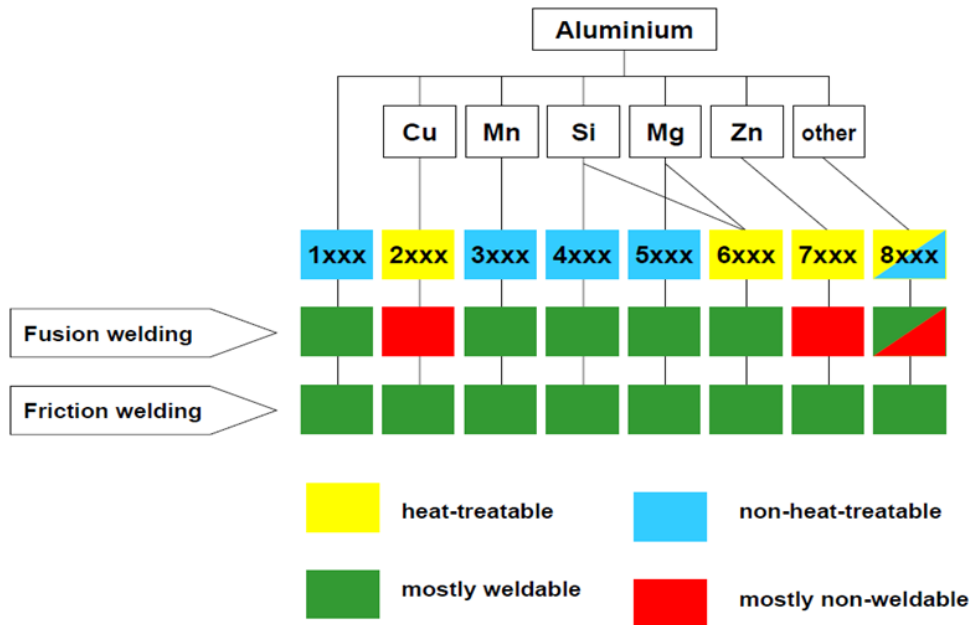 Aluminium
Cu Mn Si Mg Zn other
1xxx 2xxx 3xxx 4xxx 5xxx 6xxx 7xxx 8xxx
Fusion welding
Friction welding
heat-treatable non-heat-treatable
mostly weldable mostly non-weldable